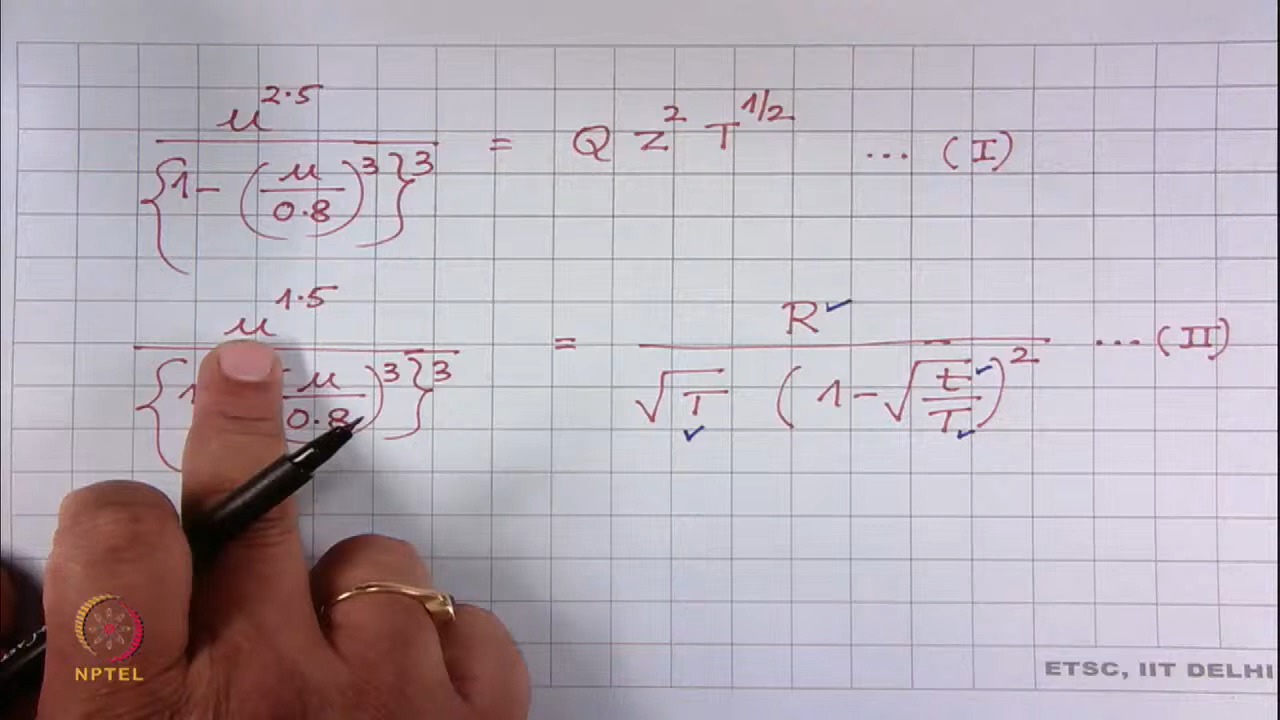 u^2.5 / {1-(u/0.8)^3}^3 = Q Z^2 T^1/2 ... (I)
u^1.5 / {1 (u/0.8)^3}^3 = R / √T (1-√(t/T))^2 ... (II)
NPTEL
ETSC, IIT DELHI